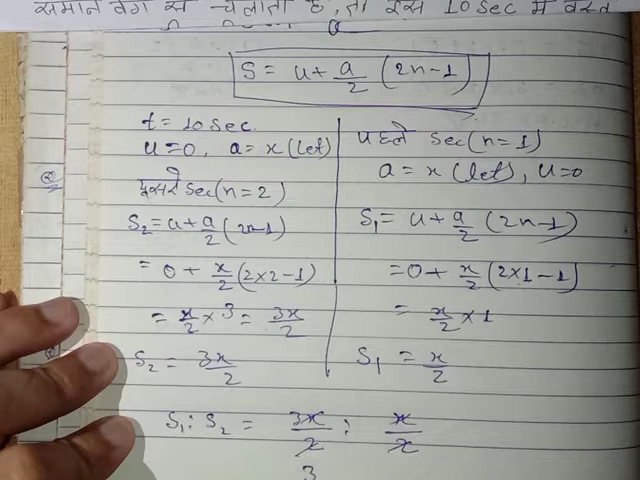 समान वेग से चलाता है, तो इस 10 Sec में वस्तु
S = u + a/2 (2n-1)
t = 10 Sec.
u = 0, a = x (let)
दूसरे Sec (n = 2)
S₂ = u + a/2 (2n-1)
= 0 + x/2 (2×2-1)
= x/2 × 3 = 3x/2
S₂ = 3x/2
पहले Sec (n = 1)
a = x (let), u = 0
S₁ = u + a/2 (2n-1)
= 0 + x/2 (2×1-1)
= x/2 × 1
S₁ = x/2
S₁ : S₂ = 3x/2 : x/x
3